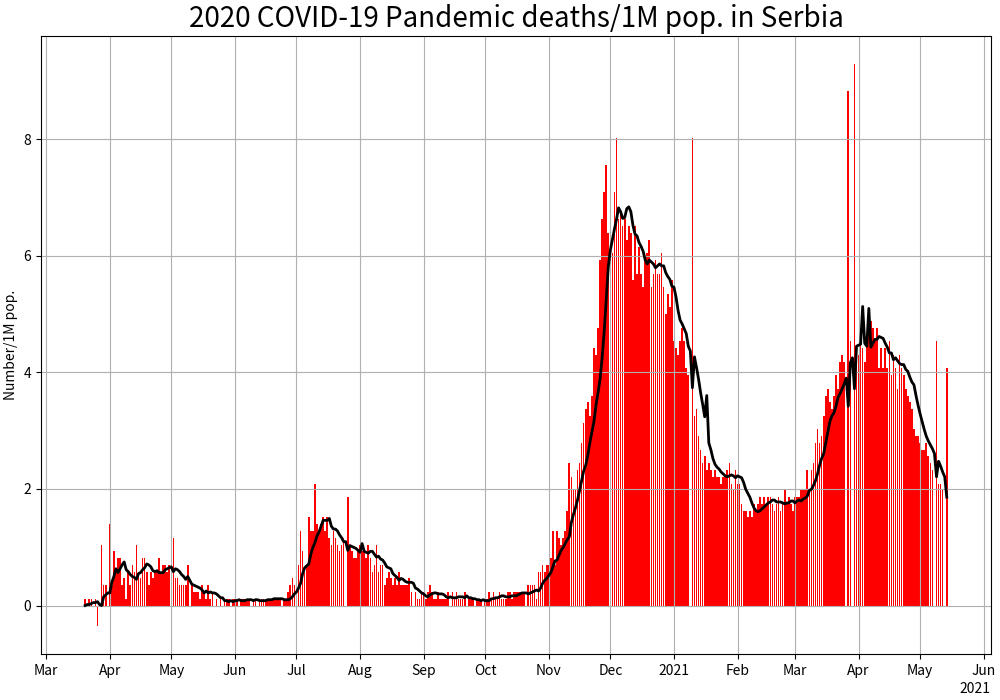 2020 COVID-19 Pandemic deaths/1M pop. in Serbia
Number/1M pop.
8
6
4
2
0
Mar Apr May Jun Jul Aug Sep Oct Nov Dec 2021 Feb Mar Apr May Jun
2021